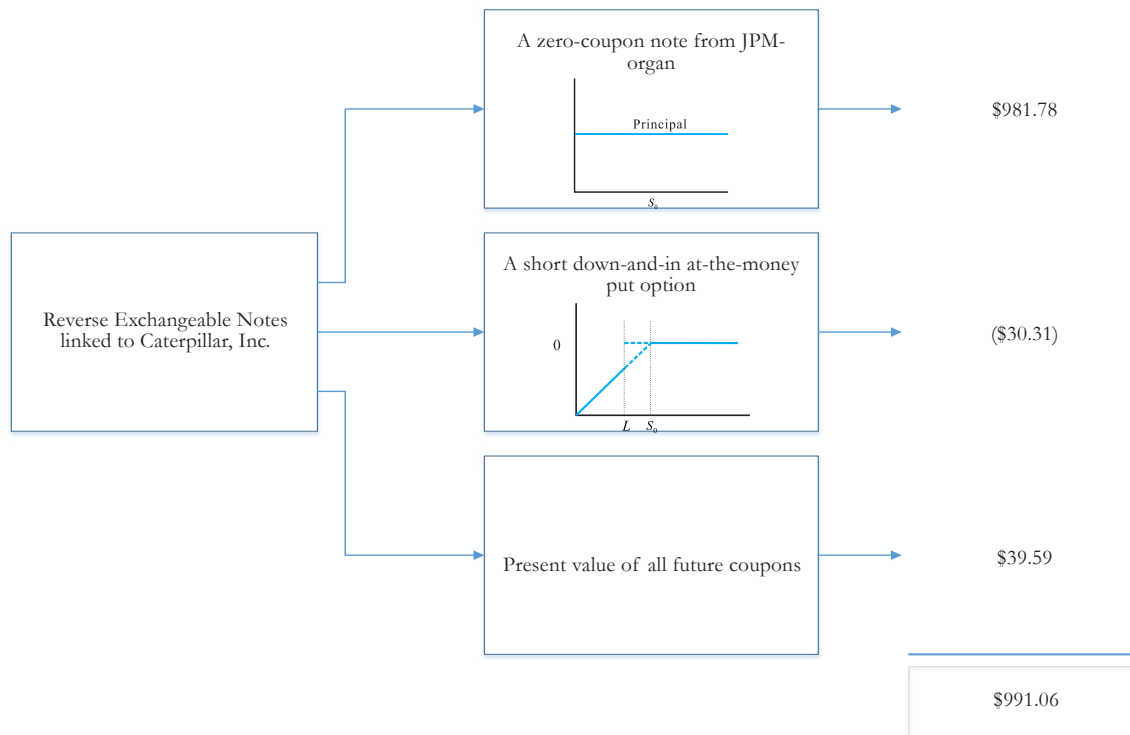 A zero-coupon note from JPM-
organ
Principal
S₀
$981.78
Reverse Exchangeable Notes
linked to Caterpillar, Inc.
A short down-and-in at-the-money
put option
0
L S₀
($30.31)
Present value of all future coupons
$39.59
$991.06